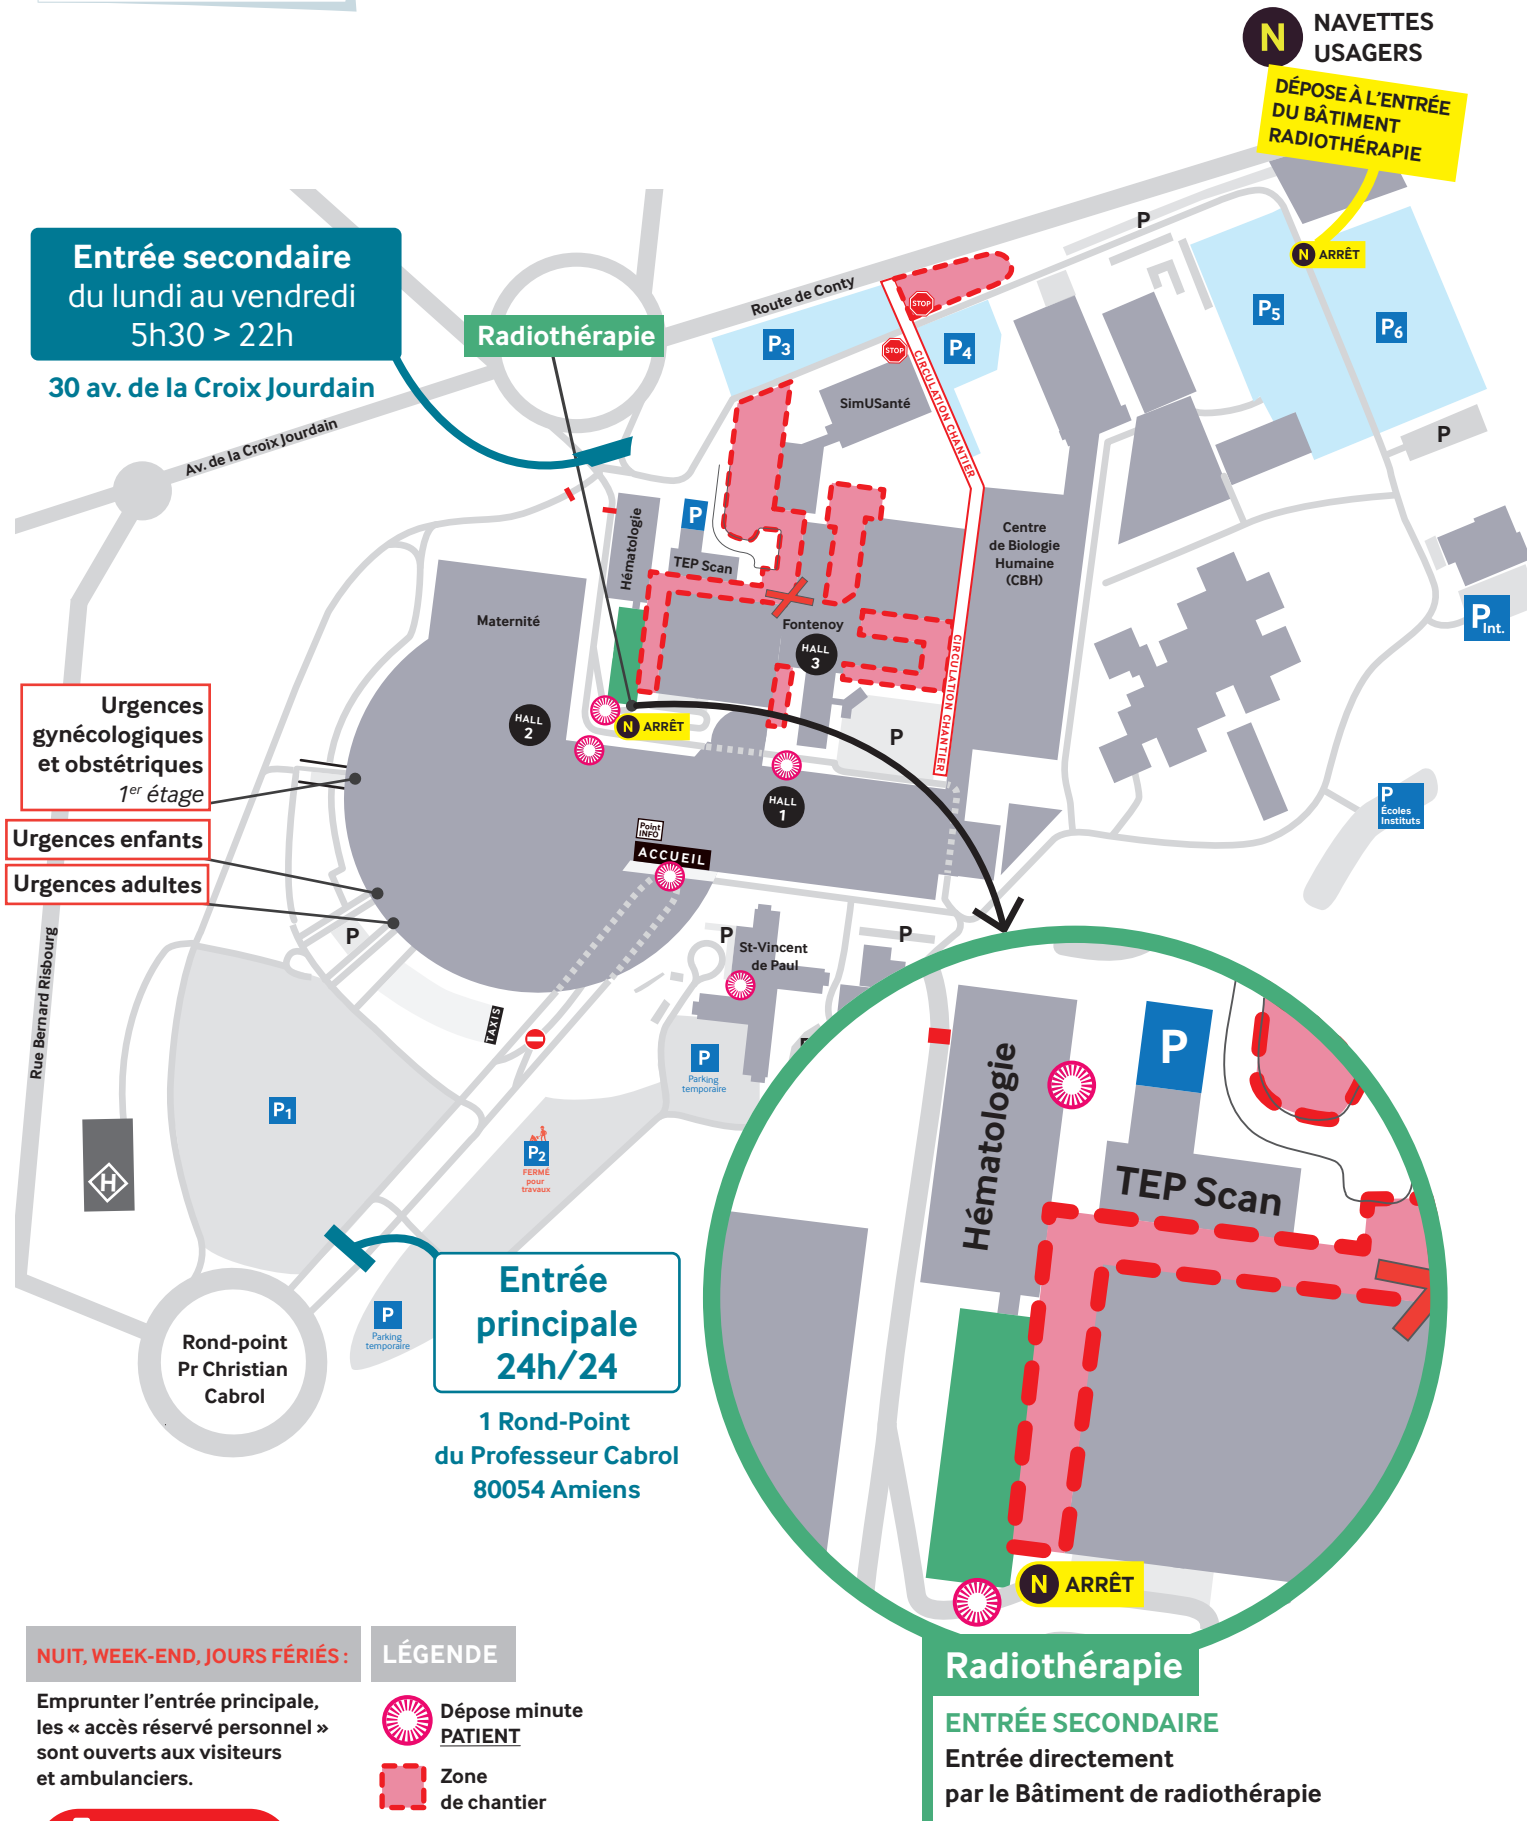 N
NAVETTES
USAGERS
DÉPOSE À L'ENTRÉE
DU BÂTIMENT
RADIOTHÉRAPIE
N ARRÊT
Entrée secondaire
du lundi au vendredi
5h30 > 22h
30 av. de la Croix Jourdain
Av. de la Croix Jourdain
Radiothérapie
Route de Conty
P
P3
STOP
STOP
P4
P5
P6
P
SimUSanté
CIRCULATION CHANTIER
Hématologie
P
TEP Scan
Centre
de Biologie
Humaine
(CBH)
Maternité
Fontenoy
HALL
3
CIRCULATION CHANTIER
P Int.
Urgences
gynécologiques
et obstétriques
1er étage
HALL
2
N ARRÊT
P
HALL
1
P
Écoles
Instituts
Urgences enfants
Urgences adultes
Point
INFO
ACCUEIL
P
P
St-Vincent
de Paul
P
Rue Bernard Risbourg
TAXIS
P
Parking
temporaire
P1
P2
FERMÉ
pour
travaux
H
P
Parking
temporaire
Rond-point
Pr Christian
Cabrol
Entrée
principale
24h/24
1 Rond-Point
du Professeur Cabrol
80054 Amiens
Hématologie
P
TEP Scan
N ARRÊT
Radiothérapie
ENTRÉE SECONDAIRE
Entrée directement
par le Bâtiment de radiothérapie
NUIT, WEEK-END, JOURS FÉRIÉS :
Emprunter l'entrée principale,
les « accès réservé personnel »
sont ouverts aux visiteurs
et ambulanciers.
LÉGENDE
Dépose minute
PATIENT
Zone
de chantier